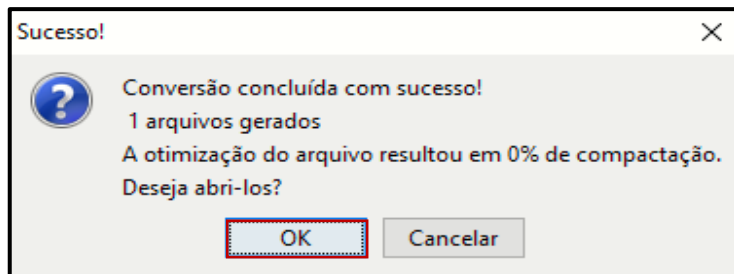 Sucesso!
Conversão concluída com sucesso!
1 arquivos gerados
A otimização do arquivo resultou em 0% de compactação.
Deseja abri-los?
OK
Cancelar